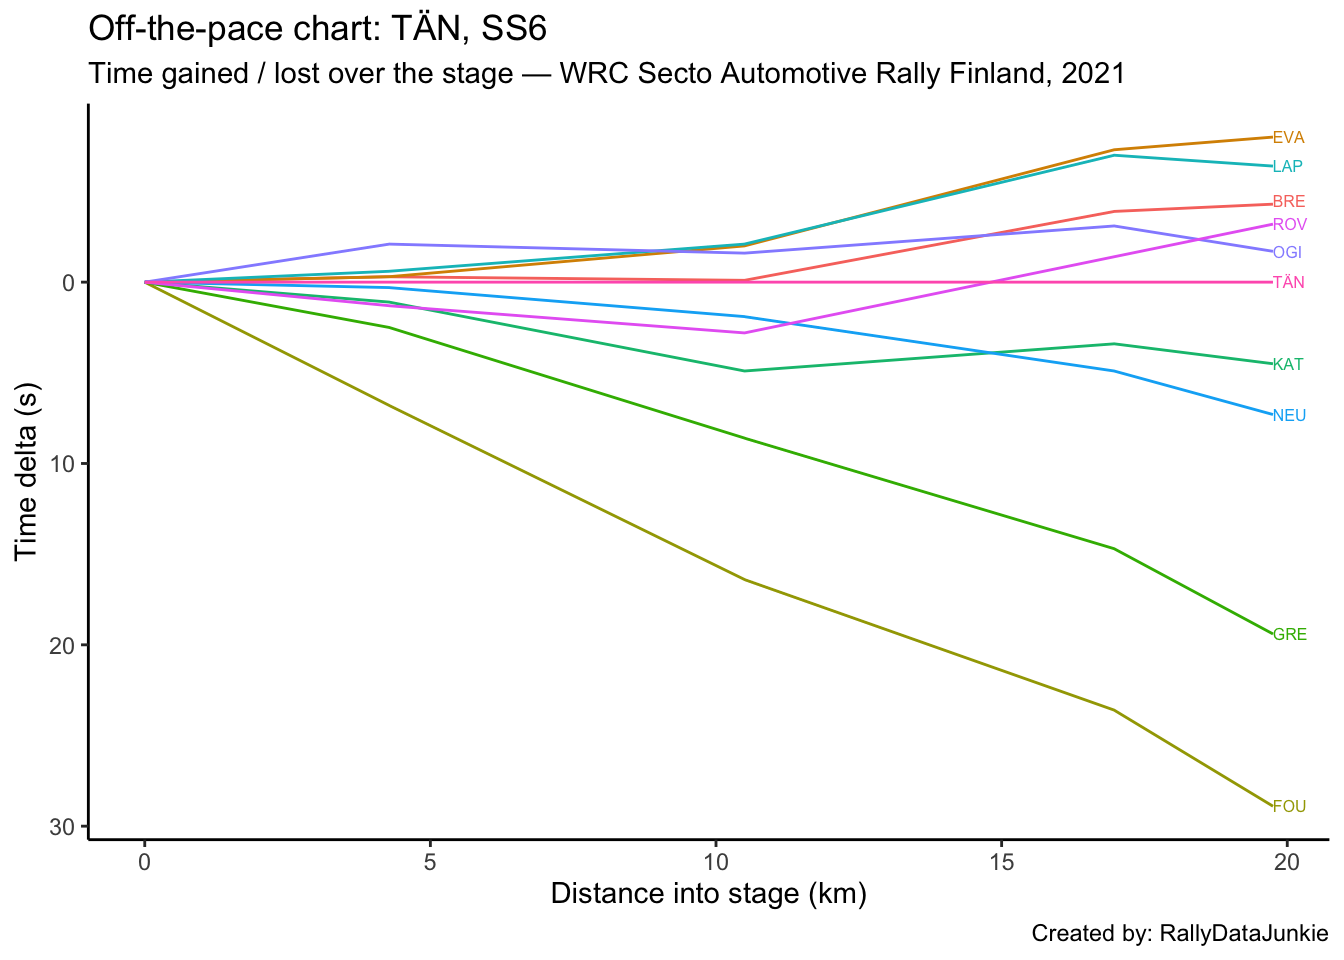 Off-the-pace chart: TÄN, SS6
Time gained / lost over the stage — WRC Secto Automotive Rally Finland, 2021
EVA
LAP
BRE
ROV
OGI
TÄN
KAT
NEU
GRE
FOU
0
10
20
30
Time delta (s)
0 5 10 15 20
Distance into stage (km)
Created by: RallyDataJunkie